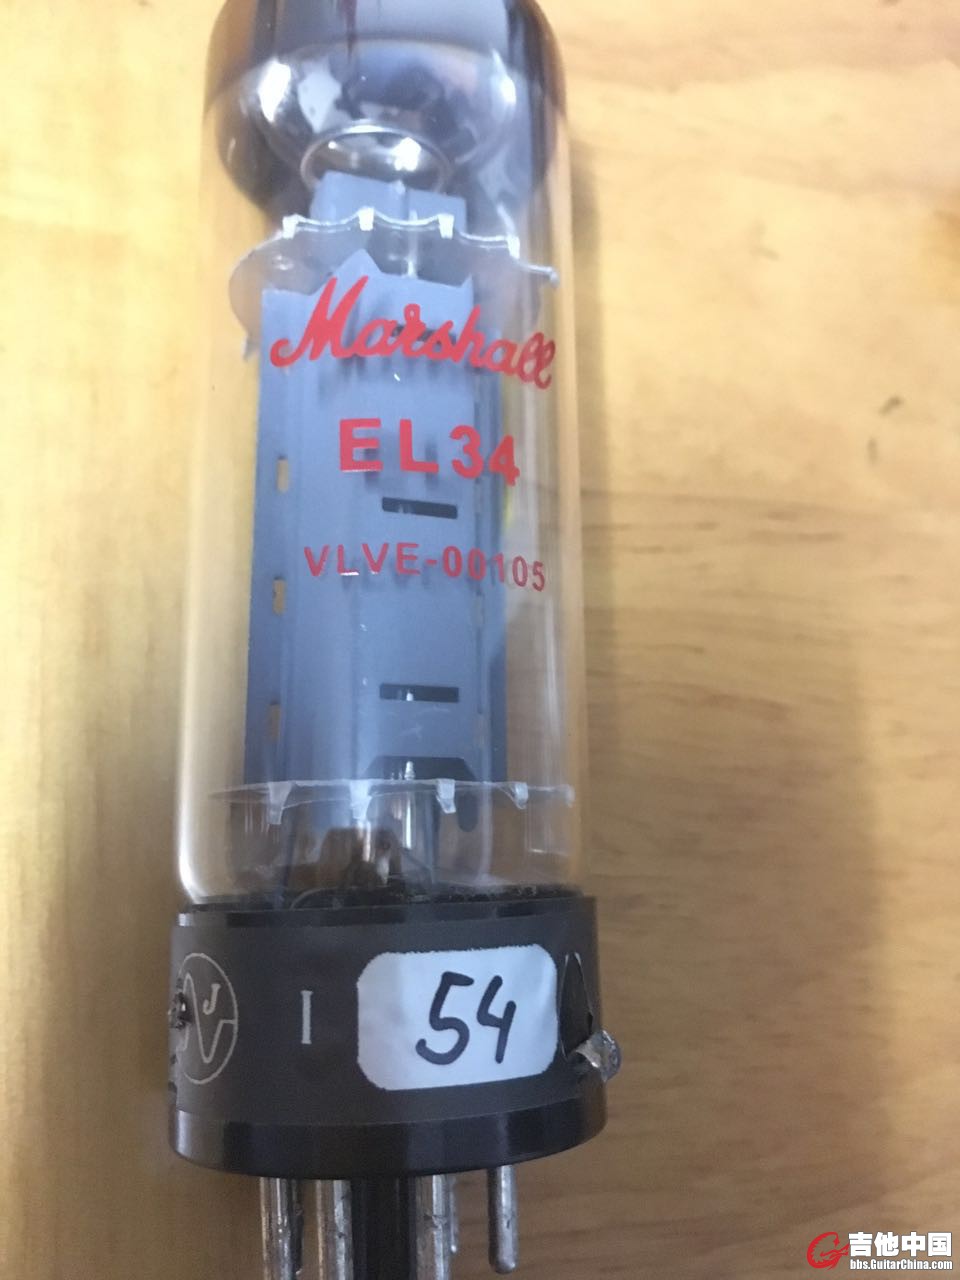 Marshall
EL34
VLVE-00105
J
I
54
吉他中国
bbs.GuitarChina.com